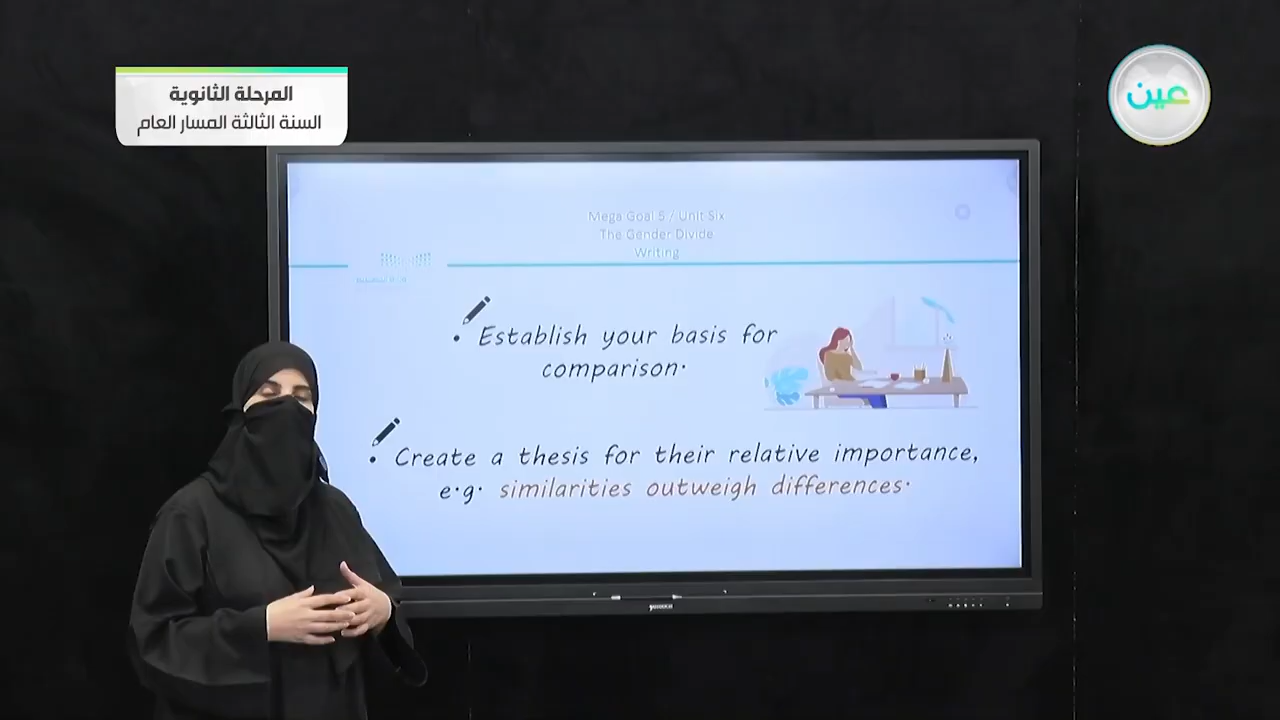 المرحلة الثانوية
السنة الثالثة المسار العام
عين
Mega Goal 5 / Unit Six
The Gender Divide
Writing
• Establish your basis for
comparison.
• Create a thesis for their relative importance,
e.g. similarities outweigh differences.